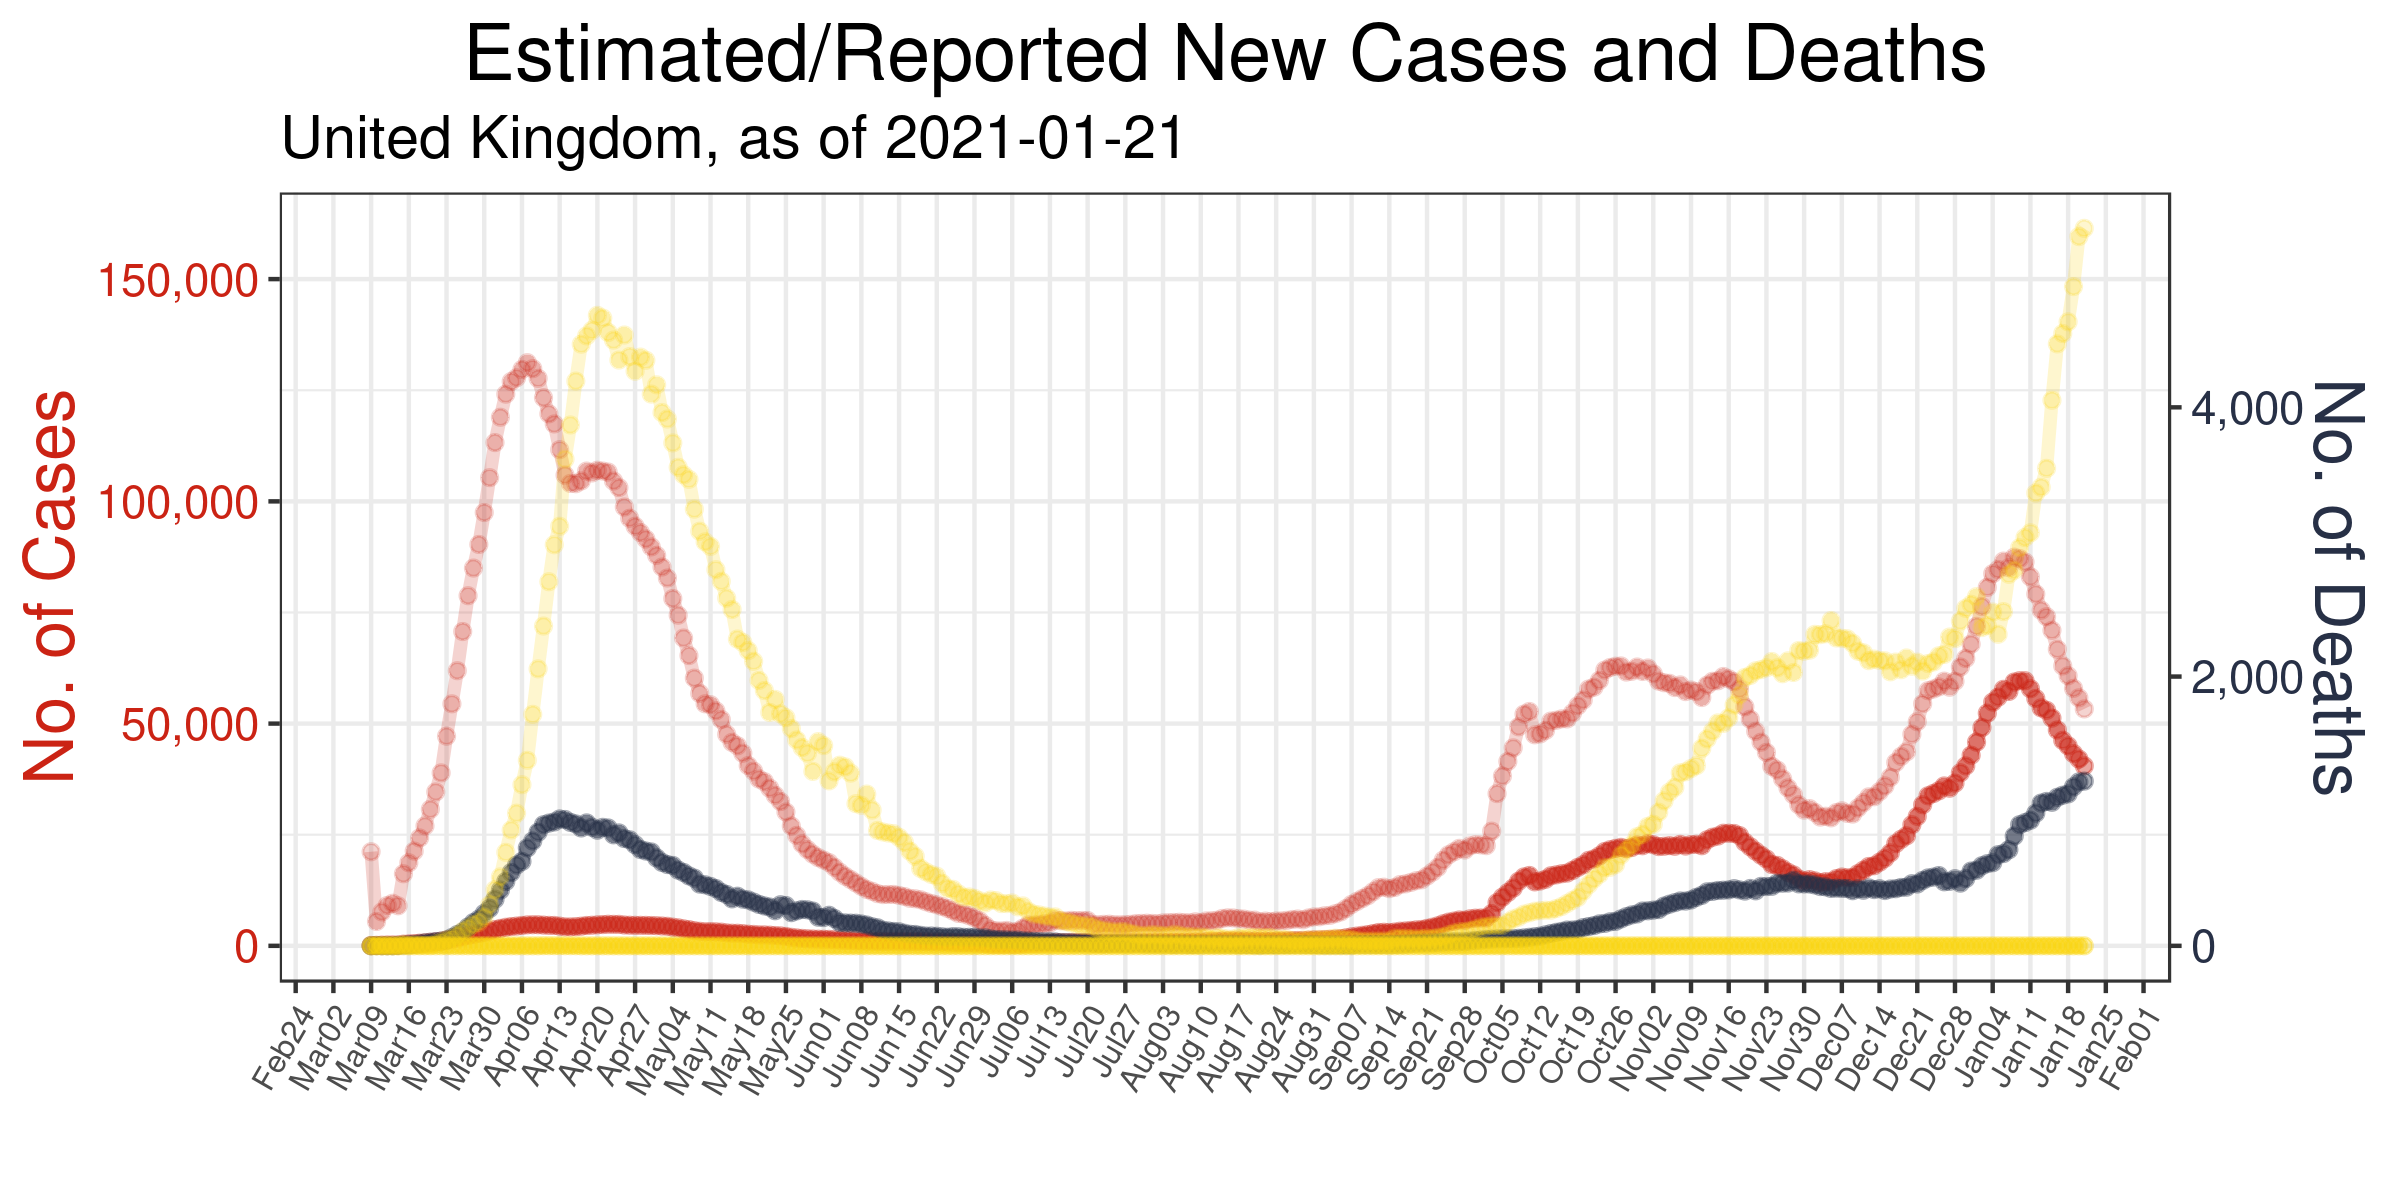 Estimated/Reported New Cases and Deaths
United Kingdom, as of 2021-01-21
No. of Cases
150,000
100,000
50,000
0
4,000
2,000
0
No. of Deaths
Feb24 Mar02 Mar09 Mar16 Mar23 Mar30 Apr06 Apr13 Apr20 Apr27 May04 May11 May18 May25 Jun01 Jun08 Jun15 Jun22 Jun29 Jul06 Jul13 Jul20 Jul27 Aug03 Aug10 Aug17 Aug24 Aug31 Sep07 Sep14 Sep21 Sep28 Oct05 Oct12 Oct19 Oct26 Nov02 Nov09 Nov16 Nov23 Nov30 Dec07 Dec14 Dec21 Dec28 Jan04 Jan11 Jan18 Jan25 Feb01